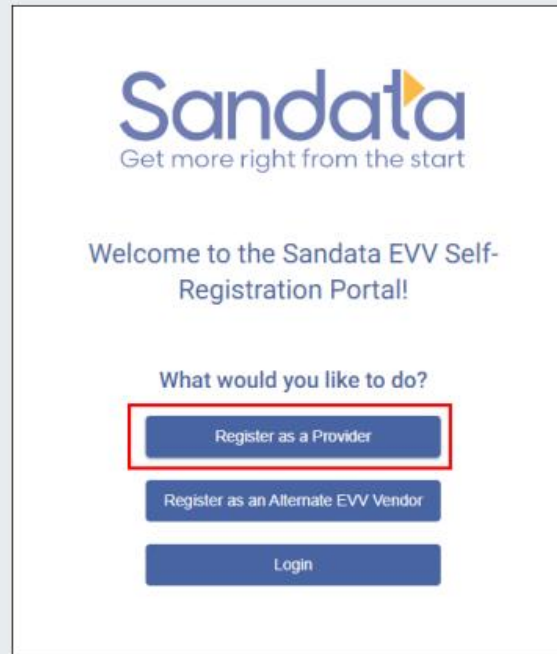 Sandata
Get more right from the start
Welcome to the Sandata EVV Self-
Registration Portal!
What would you like to do?
Register as a Provider
Register as an Alternate EVV Vendor
Login